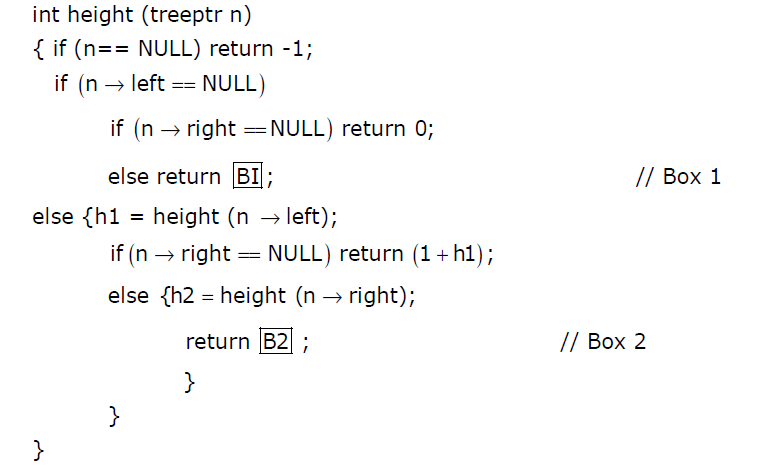 int height (treeptr n)
{ if (n== NULL) return -1;
if (n → left == NULL)
if (n → right ==NULL) return 0;
else return BI; // Box 1
else {h1 = height (n → left);
if (n → right == NULL) return (1 + h1);
else {h2 = height (n → right);
return B2 ; // Box 2
}
}
}